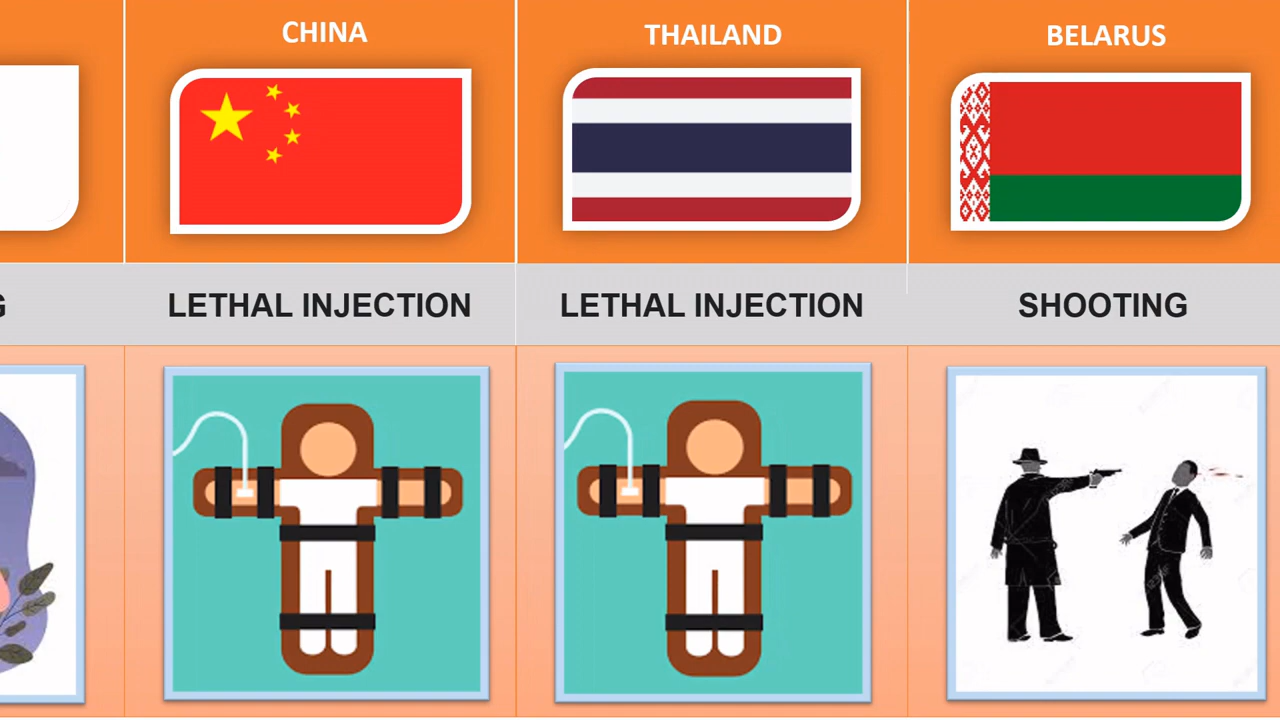 CHINA
THAILAND
BELARUS
G
LETHAL INJECTION
LETHAL INJECTION
SHOOTING